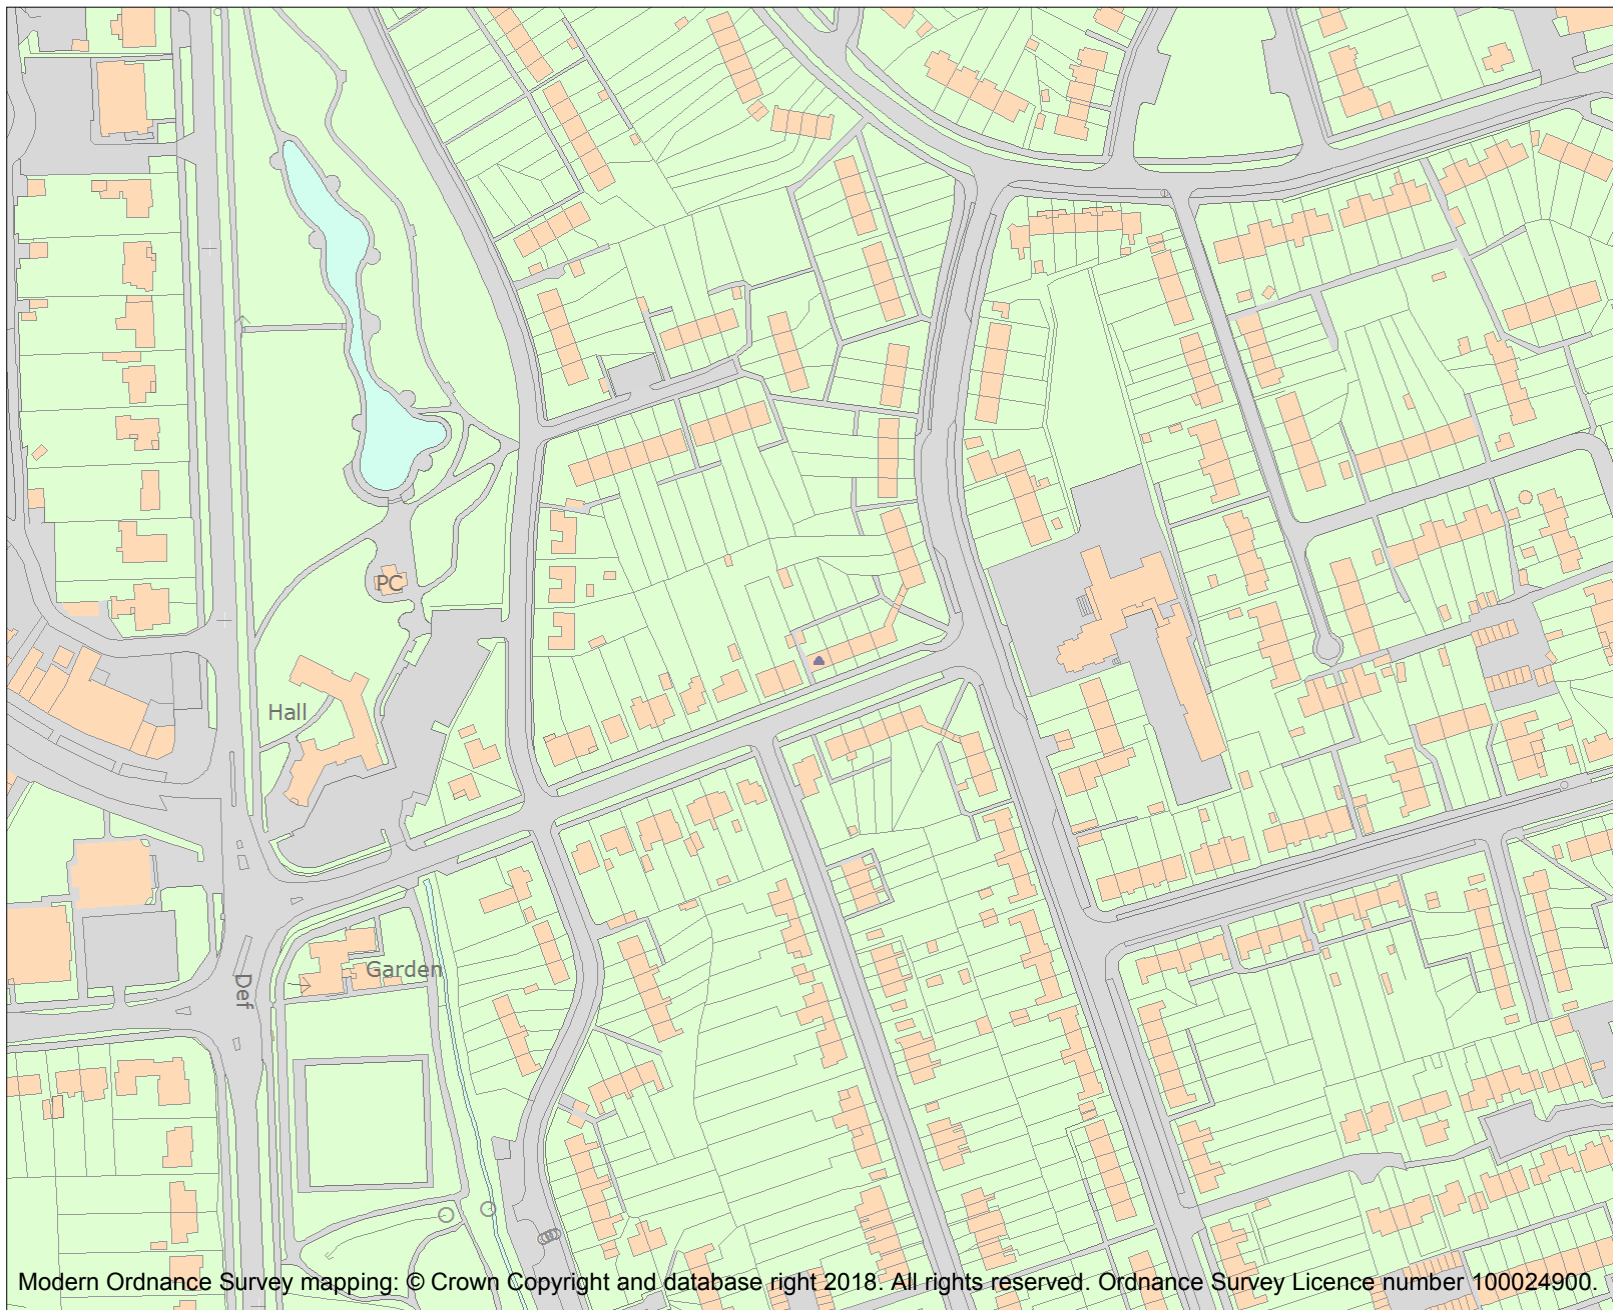 PC
Hall
Garden
Def
Modern Ordnance Survey mapping: © Crown Copyright and database right 2018. All rights reserved. Ordnance Survey Licence number 100024900.